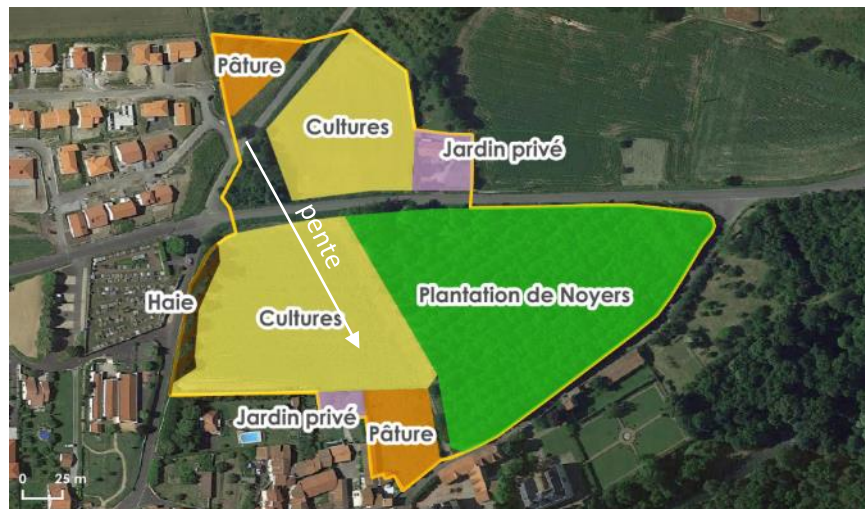 Pâture
Cultures
Jardin privé
pente
Haie
Cultures
Plantation de Noyers
Jardin privé
Pâture
0 25 m